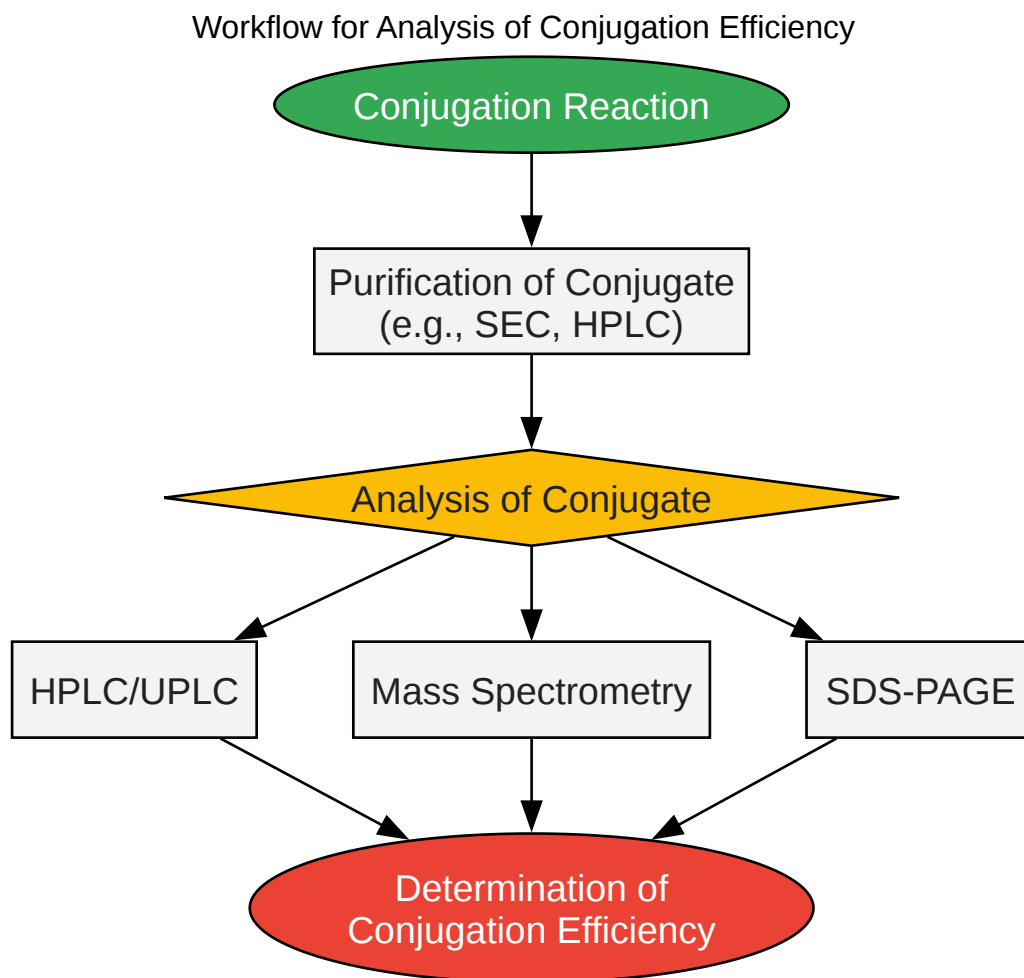 Workflow for Analysis of Conjugation Efficiency
Conjugation Reaction
Purification of Conjugate
(e.g., SEC, HPLC)
Analysis of Conjugate
HPLC/UPLC
Mass Spectrometry
SDS-PAGE
Determination of
Conjugation Efficiency